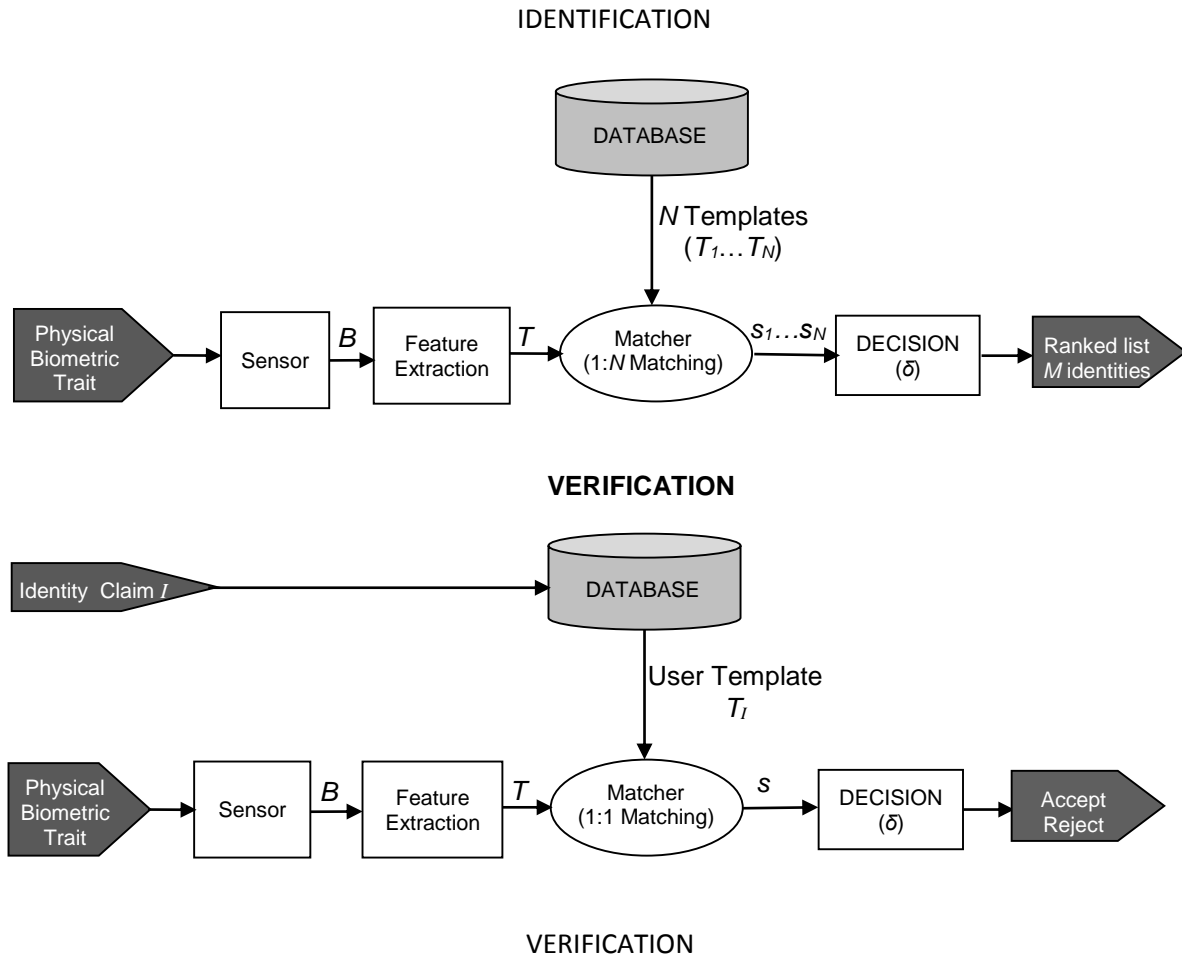 IDENTIFICATION
DATABASE
N Templates
(T1…TN)
Physical
Biometric
Trait
Sensor
B
Feature
Extraction
T
Matcher
(1:N Matching)
s1…sN
DECISION
(δ)
Ranked list
M identities
VERIFICATION
Identity Claim I
DATABASE
User Template
TI
Physical
Biometric
Trait
Sensor
B
Feature
Extraction
T
Matcher
(1:1 Matching)
s
DECISION
(δ)
Accept
Reject
VERIFICATION